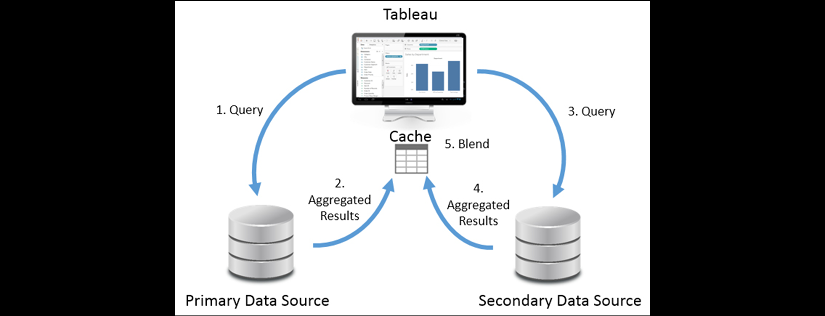 Tableau
1. Query
3. Query
Cache
5. Blend
2.
Aggregated
Results
4.
Aggregated
Results
Primary Data Source
Secondary Data Source